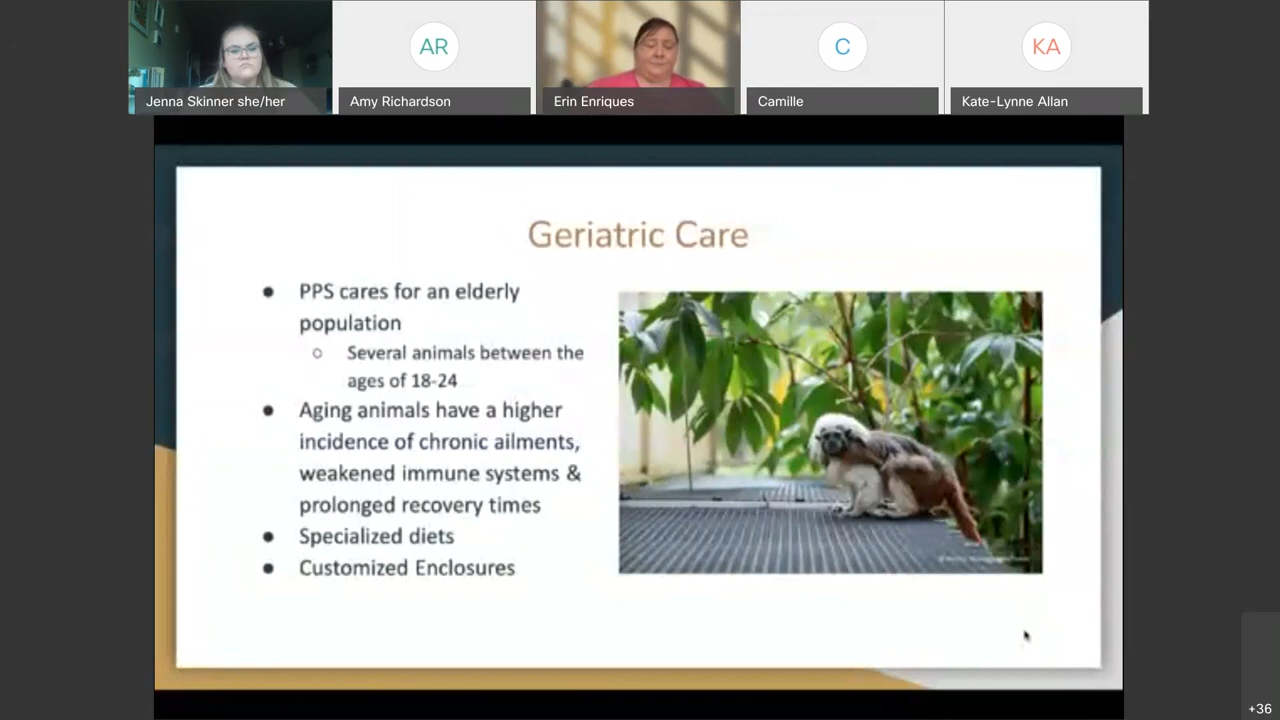 AR
C
KA
Jenna Skinner she/her
Amy Richardson
Erin Enriques
Camille
Kate-Lynne Allan
Geriatric Care
● PPS cares for an elderly
population
○ Several animals between the
ages of 18-24
● Aging animals have a higher
incidence of chronic ailments,
weakened immune systems &
prolonged recovery times
● Specialized diets
● Customized Enclosures
+36